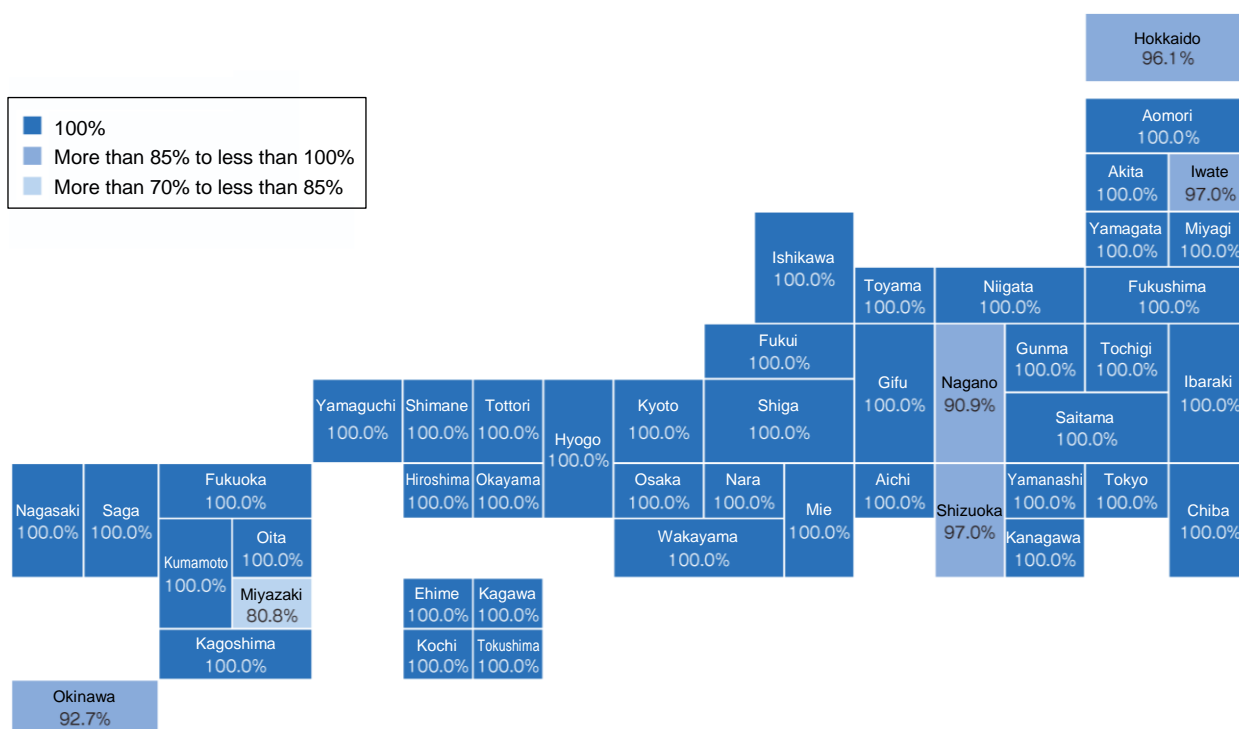 Hokkaido
96.1%
100%
More than 85% to less than 100%
More than 70% to less than 85%
Aomori
100.0%
Akita
100.0%
Iwate
97.0%
Yamagata
100.0%
Miyagi
100.0%
Ishikawa
100.0%
Toyama
100.0%
Niigata
100.0%
Fukushima
100.0%
Fukui
100.0%
Gifu
100.0%
Nagano
90.9%
Gunma
100.0%
Tochigi
100.0%
Ibaraki
100.0%
Yamaguchi
100.0%
Shimane
100.0%
Tottori
100.0%
Hyogo
100.0%
Kyoto
100.0%
Shiga
100.0%
Saitama
100.0%
Nagasaki
100.0%
Saga
100.0%
Fukuoka
100.0%
Hiroshima
100.0%
Okayama
100.0%
Osaka
100.0%
Nara
100.0%
Mie
100.0%
Aichi
100.0%
Shizuoka
97.0%
Yamanashi
100.0%
Tokyo
100.0%
Chiba
100.0%
Kumamoto
100.0%
Oita
100.0%
Wakayama
100.0%
Kanagawa
100.0%
Miyazaki
80.8%
Ehime
100.0%
Kagawa
100.0%
Kagoshima
100.0%
Kochi
100.0%
Tokushima
100.0%
Okinawa
92.7%